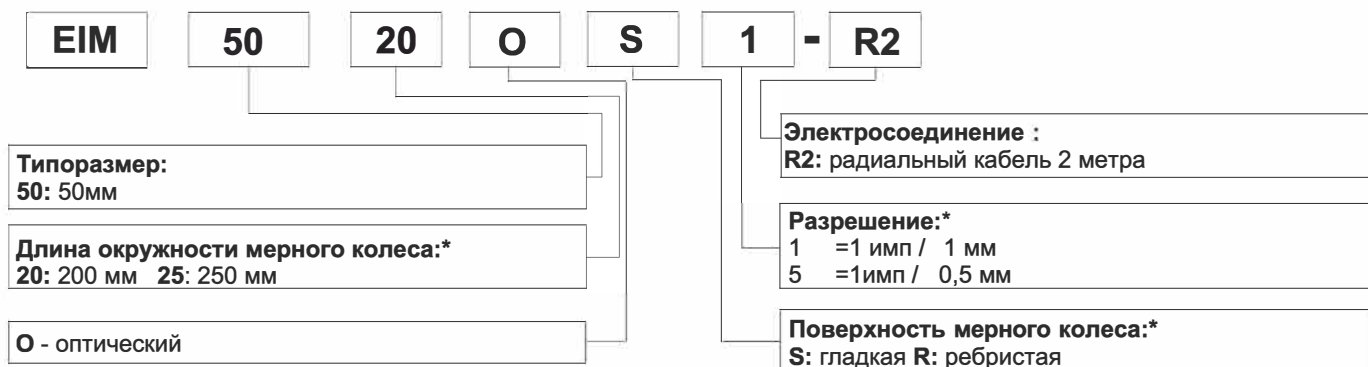 EIM 50 20 O S 1 - R2
Типоразмер:
50: 50мм
Длина окружности мерного колеса:*
20: 200 мм 25: 250 мм
О - оптический
Электросоединение :
R2: радиальный кабель 2 метра
Разрешение:*
1 =1 имп / 1 мм
5 =1имп / 0,5 мм
Поверхность мерного колеса:*
S: гладкая R: ребристая